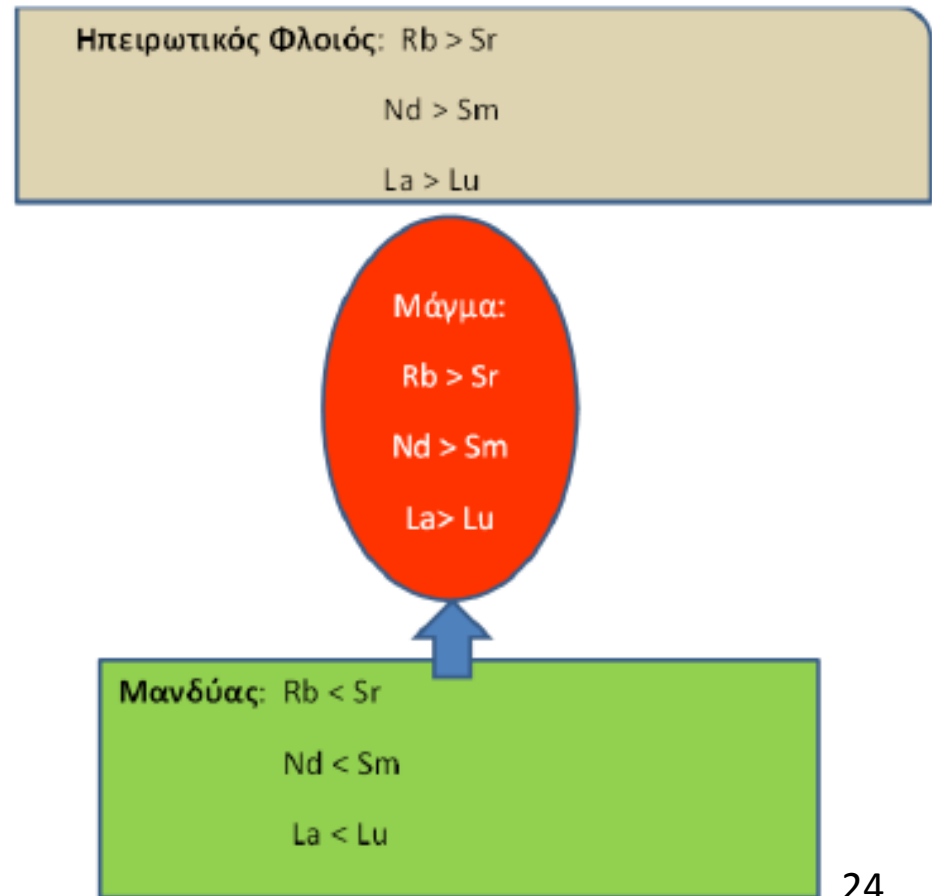 Ηπειρωτικός Φλοιός: Rb > Sr
Nd > Sm
La > Lu
Μάγμα:
Rb > Sr
Nd > Sm
La> Lu
Μανδύας: Rb < Sr
Nd < Sm
La < Lu
24